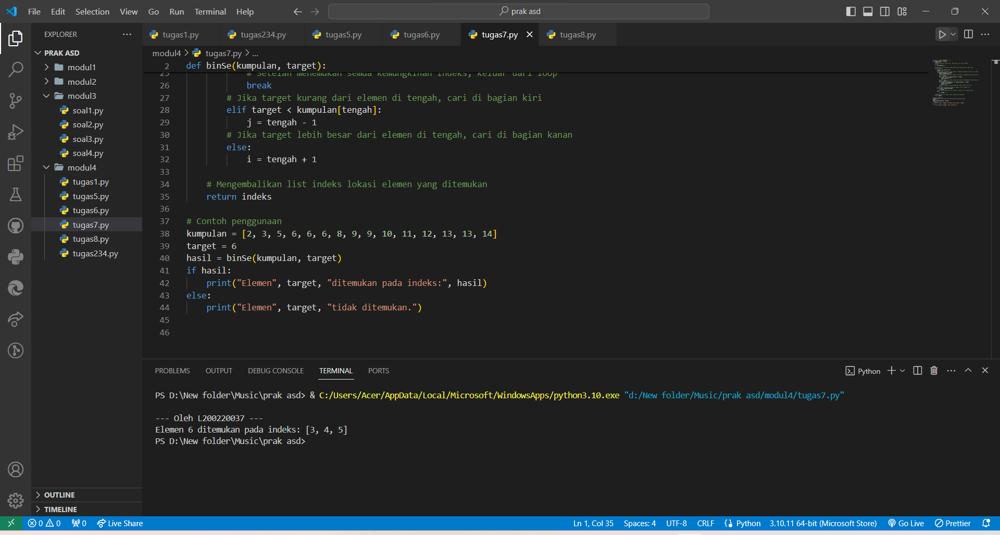 File Edit Selection View Go Run Terminal Help
prak asd
EXPLORER
PRAK ASD
modul1
modul2
modul3
soal1.py
soal2.py
soal3.py
soal4.py
modul4
tugas1.py
tugas5.py
tugas6.py
tugas7.py
tugas8.py
tugas234.py
OUTLINE
TIMELINE
tugas1.py tugas234.py tugas5.py tugas6.py tugas7.py tugas8.py
modul4 > tugas7.py > ...
2 def binSe(kumpulan, target):
25 # Setelah menemukan semua kemungkinan indeks, keluar dari loop
26 break
27 # Jika target kurang dari elemen di tengah, cari di bagian kiri
28 elif target < kumpulan[tengah]:
29 j = tengah - 1
30 # Jika target lebih besar dari elemen di tengah, cari di bagian kanan
31 else:
32 i = tengah + 1
33
34 # Mengembalikan list indeks lokasi elemen yang ditemukan
35 return indeks
36
37 # Contoh penggunaan
38 kumpulan = [2, 3, 5, 6, 6, 6, 8, 9, 9, 10, 11, 12, 13, 13, 14]
39 target = 6
40 hasil = binSe(kumpulan, target)
41 if hasil:
42 print("Elemen", target, "ditemukan pada indeks:", hasil)
43 else:
44 print("Elemen", target, "tidak ditemukan.")
45
46
PROBLEMS OUTPUT DEBUG CONSOLE TERMINAL PORTS
Python
PS D:\New folder\Music\prak asd> & C:/Users/Acer/AppData/Local/Microsoft/WindowsApps/python3.10.exe "d:/New folder/Music/prak asd/modul4/tugas7.py"
--- Oleh L200220037 ---
Elemen 6 ditemukan pada indeks: [3, 4, 5]
PS D:\New folder\Music\prak asd>
0 0 0 Live Share Ln 1, Col 35 Spaces: 4 UTF-8 CRLF Python 3.10.11 64-bit (Microsoft Store) Go Live Prettier